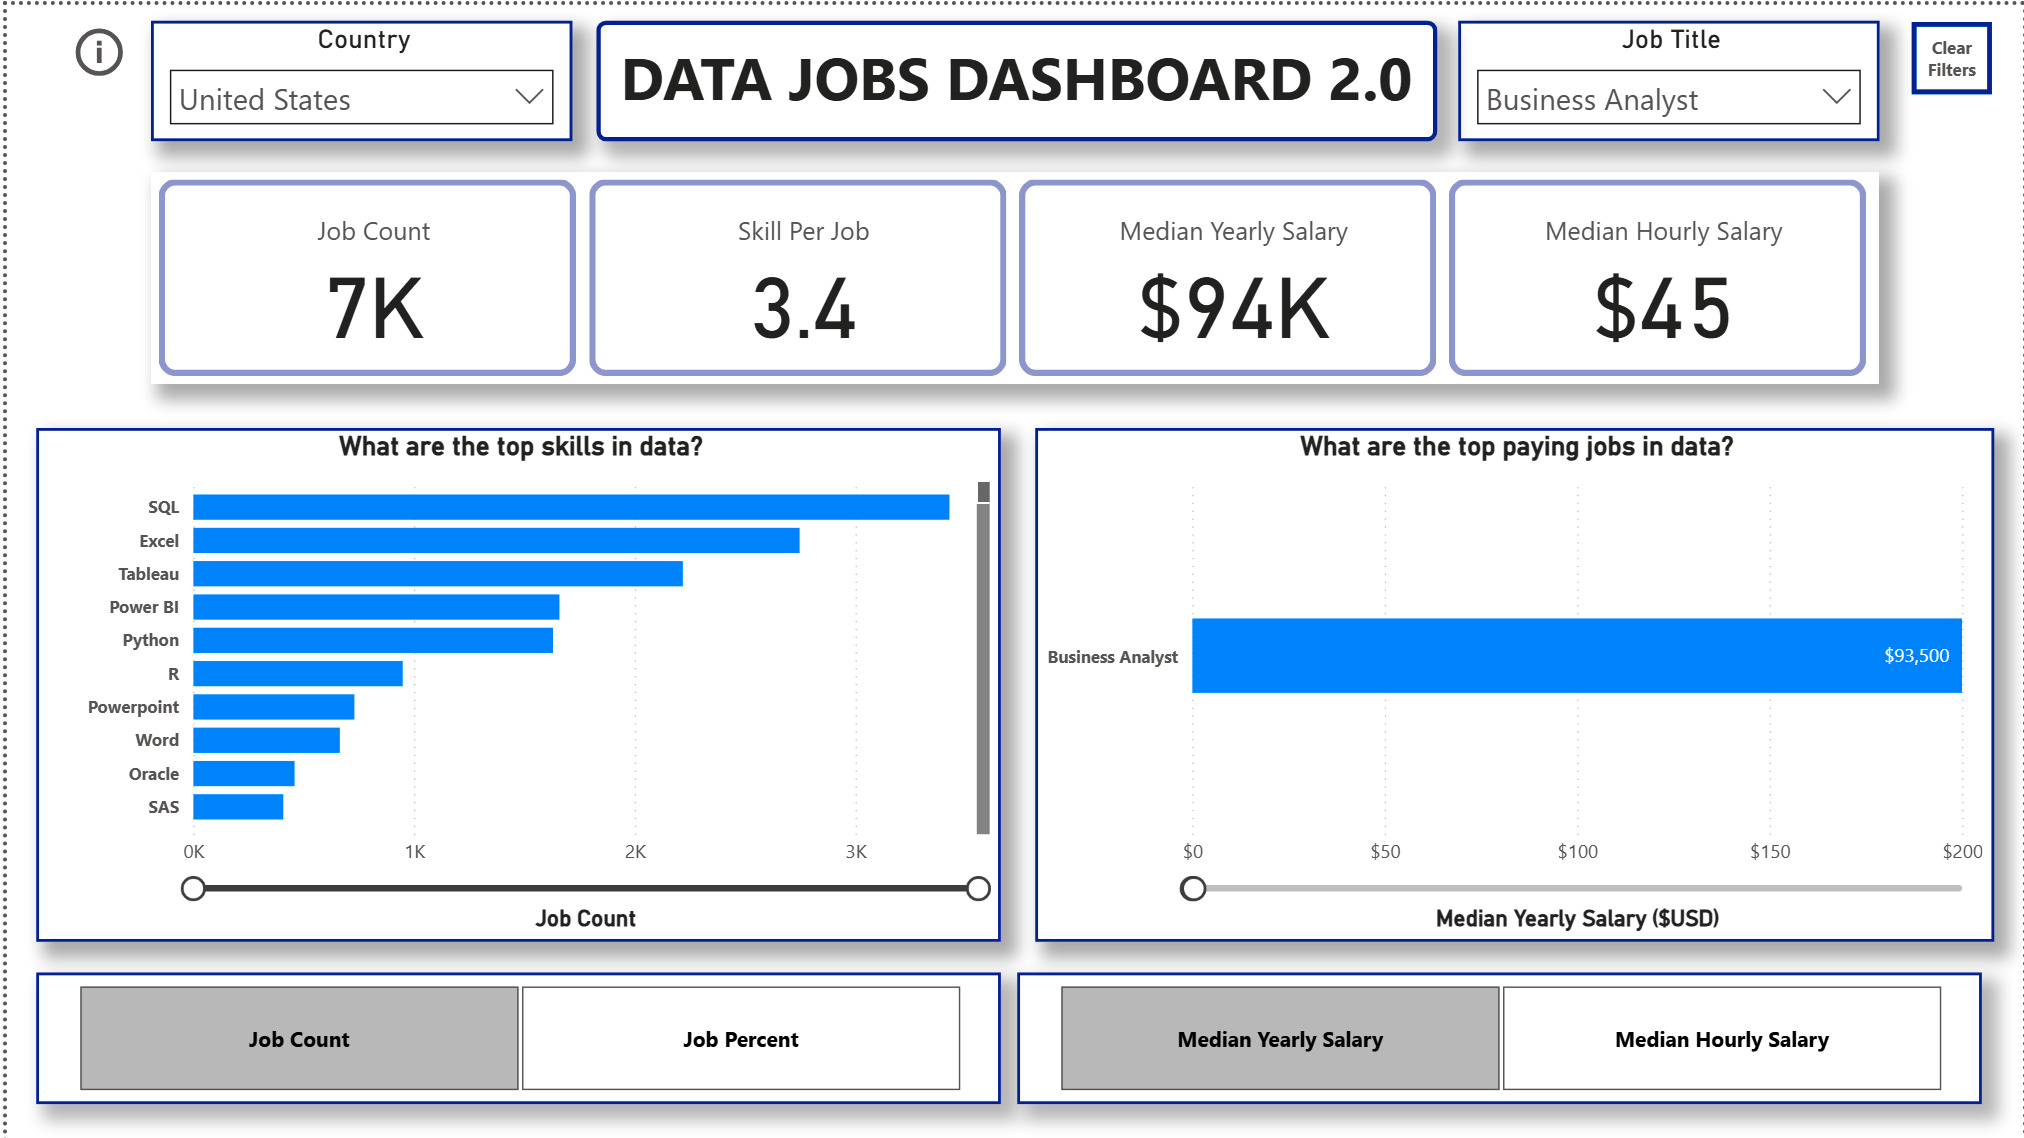 Country
United States
DATA JOBS DASHBOARD 2.0
Job Title
Business Analyst
Clear
Filters
Job Count
7K
Skill Per Job
3.4
Median Yearly Salary
$94K
Median Hourly Salary
$45
What are the top skills in data?
SQL
Excel
Tableau
Power BI
Python
R
Powerpoint
Word
Oracle
SAS
0K 1K 2K 3K
Job Count
What are the top paying jobs in data?
Business Analyst $93,500
$0 $50 $100 $150 $200
Median Yearly Salary ($USD)
Job Count
Job Percent
Median Yearly Salary
Median Hourly Salary